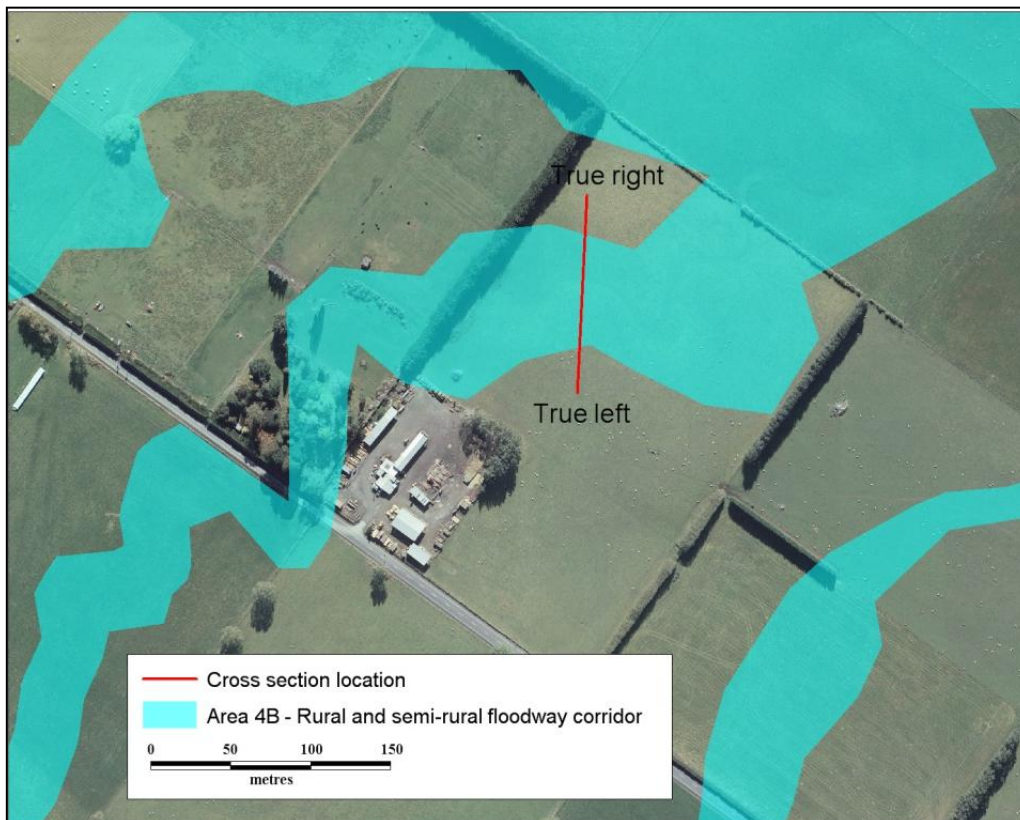 True right
True left
Cross section location
Area 4B - Rural and semi-rural floodway corridor
0 50 100 150
metres